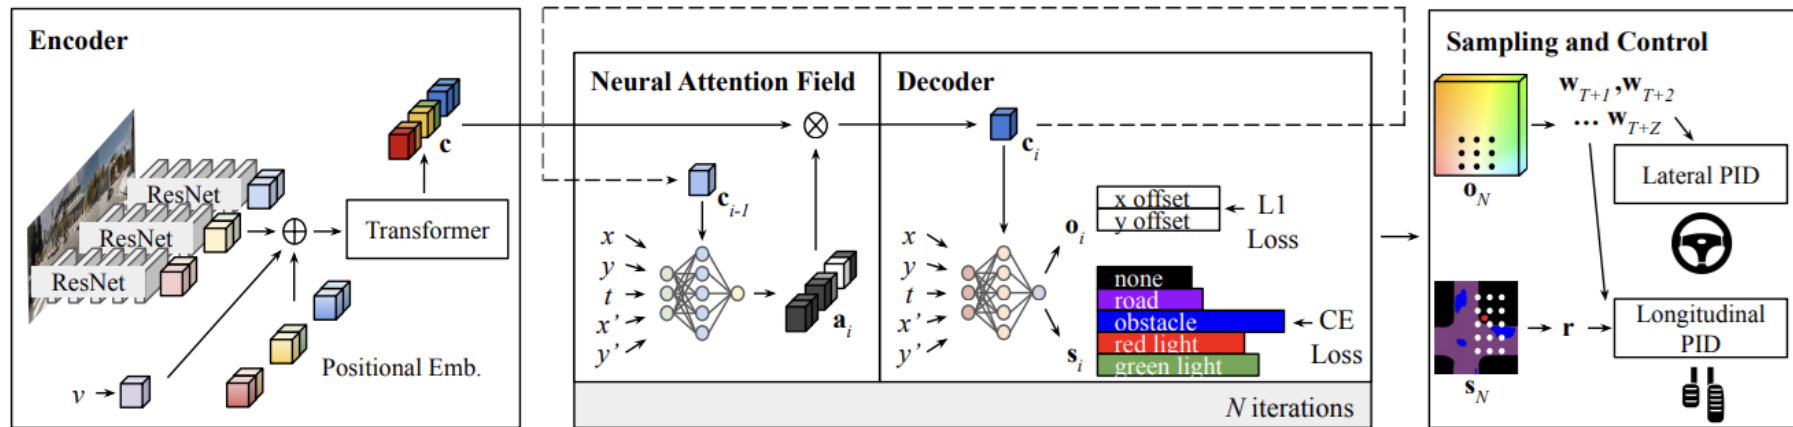 Encoder
ResNet
ResNet
ResNet
c
Transformer
Positional Emb.
v
Neural Attention Field
c_{i-1}
x
y
t
x'
y'
a_i
Decoder
c_i
x
y
t
x'
y'
o_i
s_i
x offset
y offset
L1
Loss
none
road
obstacle
red light
green light
CE
Loss
N iterations
Sampling and Control
o_N
w_{T+1} ,w_{T+2}
... w_{T+Z}
Lateral PID
s_N
r
Longitudinal
PID